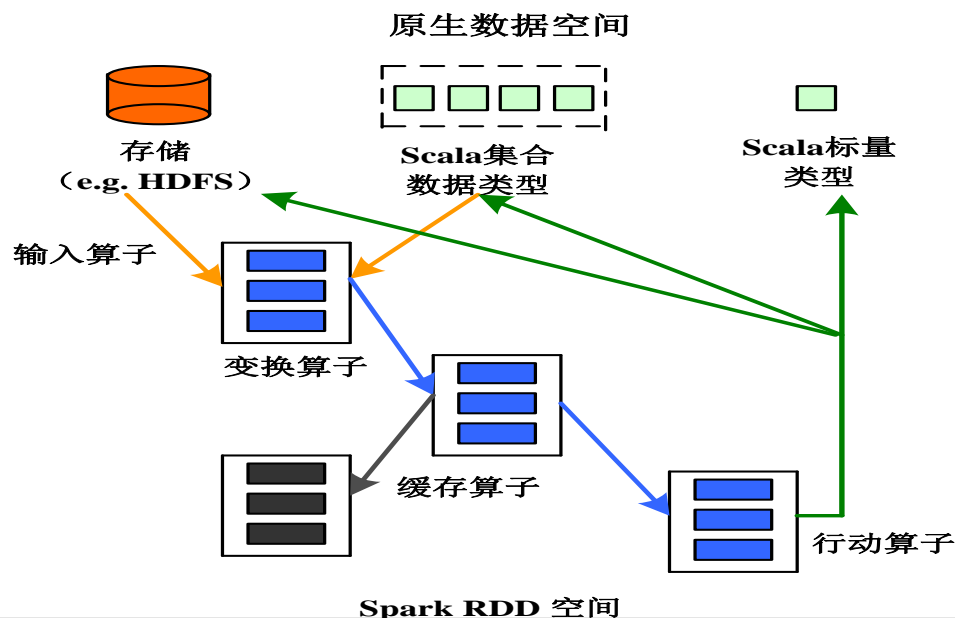 原生数据空间
存储
（e.g. HDFS）
Scala集合
数据类型
Scala标量
类型
输入算子
变换算子
缓存算子
行动算子
Spark RDD 空间